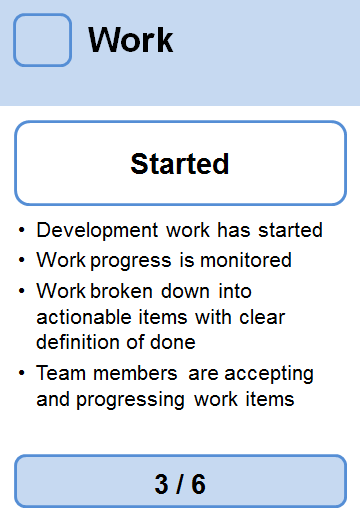 Work
Started
• Development work has started
• Work progress is monitored
• Work broken down into
actionable items with clear
definition of done
• Team members are accepting
and progressing work items
3 / 6